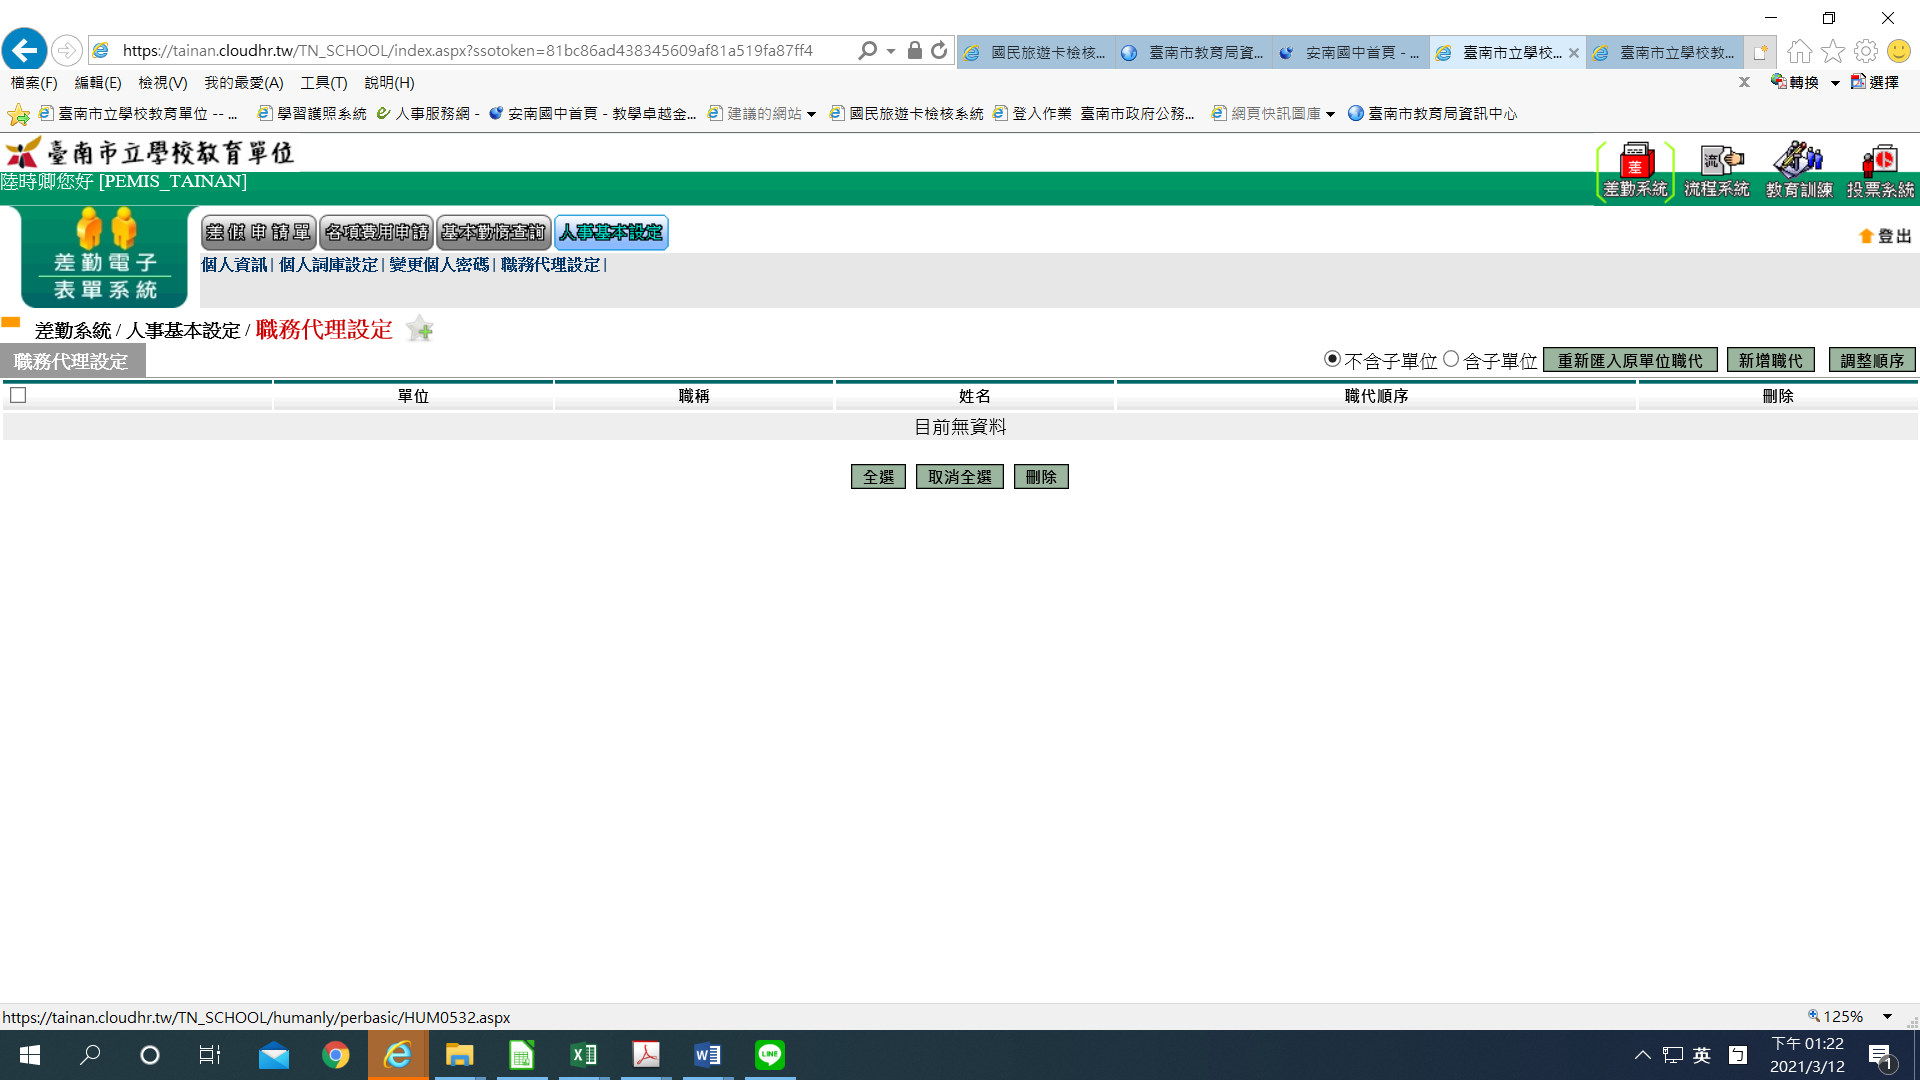 https://tainan.cloudhr.tw/TN_SCHOOL/index.aspx?ssotoken=81bc86ad438345609af81a519fa87ff4
國民旅遊卡檢核... 臺南市教育局資... 安南國中首頁 - ... 臺南市立學校... 臺南市立學校教...
檔案(F) 編輯(E) 檢視(V) 我的最愛(A) 工具(T) 說明(H) x 轉換 選擇
臺南市立學校教育單位 -- ... 學習護照系統 人事服務網 - 安南國中首頁 - 教學卓越金... 建議的網站 國民旅遊卡檢核系統 登入作業 臺南市政府公務... 網頁快訊圖庫 臺南市教育局資訊中心
臺南市立學校教育單位
陸時卿您好 [PEMIS_TAINAN]
差 流
差勤系統 流程系統 教育訓練 投票系統
差假申請單 各項費用申請 基本勤惰查詢 人事基本設定
登出
差勤電子
表單系統
個人資訊| 個人詞庫設定| 變更個人密碼| 職務代理設定|
差勤系統 / 人事基本設定 / 職務代理設定
職務代理設定 不含子單位 含子單位 重新匯入原單位職代 新增職代 調整順序
單位 職稱 姓名 職代順序 刪除
目前無資料
全選 取消全選 刪除
https://tainan.cloudhr.tw/TN_SCHOOL/humanly/perbasic/HUM0532.aspx
125%
LINE
英
下午 01:22
2021/3/12
1